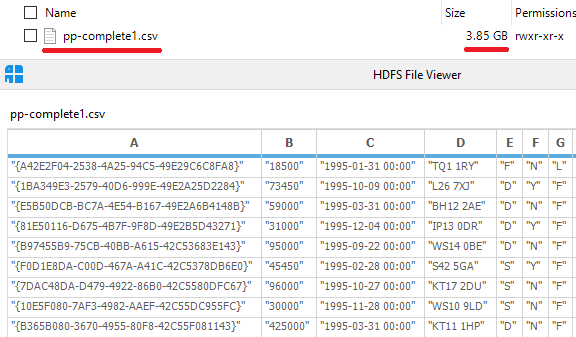 Name Size Permissions
pp-complete1.csv 3.85 GB rwxr-xr-x
HDFS File Viewer
pp-complete1.csv
A B C D E F G
"{A42E2F04-2538-4A25-94C5-49E29C6C8FA8}" "18500" "1995-01-31 00:00" "TQ1 1RY" "F" "N" "L"
"{1BA349E3-2579-40D6-999E-49E2A25D2284}" "73450" "1995-10-09 00:00" "L26 7XJ" "D" "Y" "F"
"{E5B50DCB-BC7A-4E54-B167-49E2A6B4148B}" "59000" "1995-03-31 00:00" "BH12 2AE" "D" "N" "F"
"{81E50116-D675-4B7F-9F8D-49E2B5D43271}" "31000" "1995-12-04 00:00" "IP13 0DR" "D" "Y" "F"
"{B97455B9-75CB-40BB-A615-42C53683E143}" "95000" "1995-09-22 00:00" "WS14 0BE" "D" "N" "F"
"{F0D1E8DA-C00D-467A-A41C-42C5378DB6E0}" "45450" "1995-02-28 00:00" "S42 5GA" "S" "Y" "F"
"{7DAC48DA-D479-4922-86B0-42C5580DFC67}" "96000" "1995-10-27 00:00" "KT17 2DU" "S" "N" "F"
"{10E5F080-7AF3-4982-AAEF-42C55DC955FC}" "30000" "1995-11-28 00:00" "WS10 9LD" "S" "N" "F"
"{B365B080-3670-4955-80F8-42C55F081143}" "425000" "1995-03-31 00:00" "KT11 1HP" "D" "N" "F"